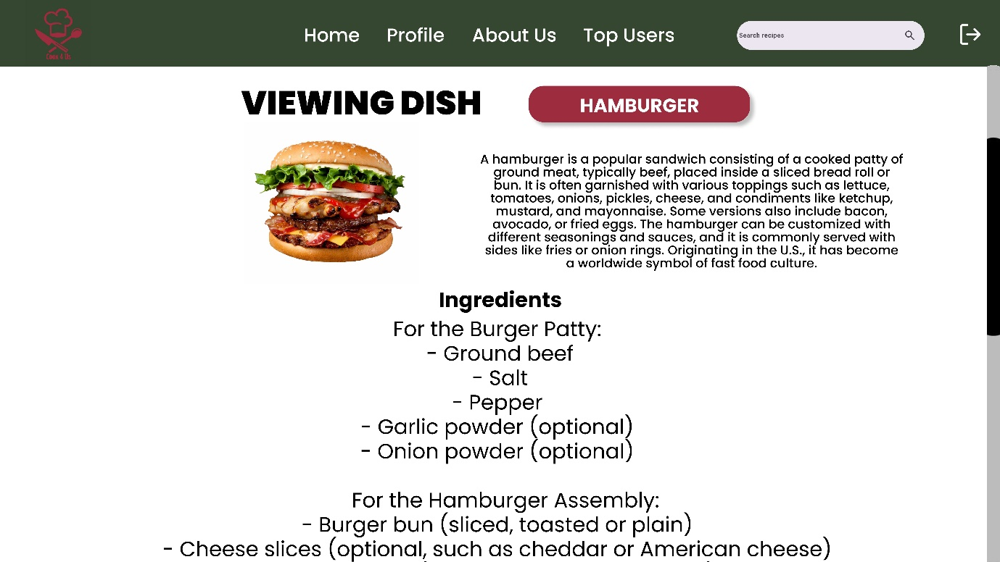 Cook 4 Us
Home Profile About Us Top Users
Search recipes
VIEWING DISH
HAMBURGER
A hamburger is a popular sandwich consisting of a cooked patty of
ground meat, typically beef, placed inside a sliced bread roll or
bun. It is often garnished with various toppings such as lettuce,
tomatoes, onions, pickles, cheese, and condiments like ketchup,
mustard, and mayonnaise. Some versions also include bacon,
avocado, or fried eggs. The hamburger can be customized with
different seasonings and sauces, and it is commonly served with
sides like fries or onion rings. Originating in the U.S., it has become
a worldwide symbol of fast food culture.
Ingredients
For the Burger Patty:
- Ground beef
- Salt
- Pepper
- Garlic powder (optional)
- Onion powder (optional)
For the Hamburger Assembly:
- Burger bun (sliced, toasted or plain)
- Cheese slices (optional, such as cheddar or American cheese)